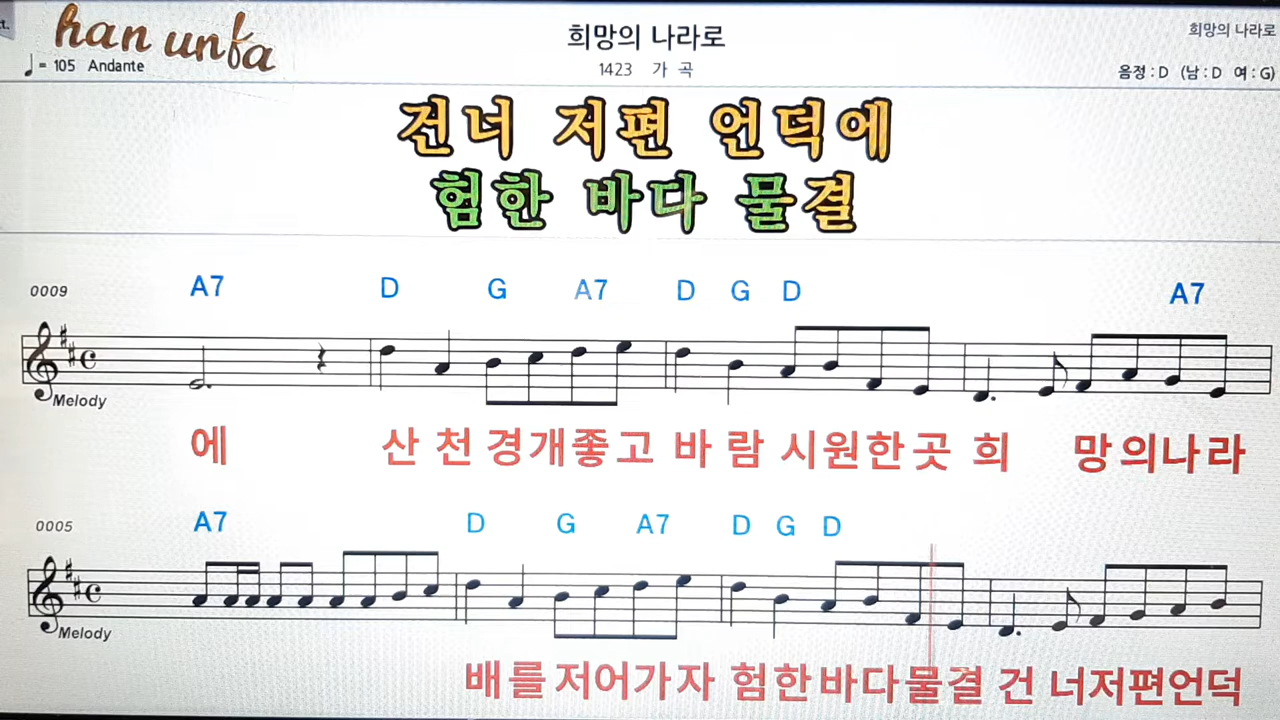 t.
han unfa
희망의 나라로
희망의 나라로
♩= 105 Andante
1423 가 곡
음정 : D (남 : D 여 : G)
건너 저편 언덕에
험한 바다 물결
0009
A7 D G A7 D G D A7
Melody
에 산 천 경개좋고 바 람 시원한곳 희 망의나라
0005
A7 D G A7 D G D
Melody
배를저어가자 험한바다물결 건 너저편언덕